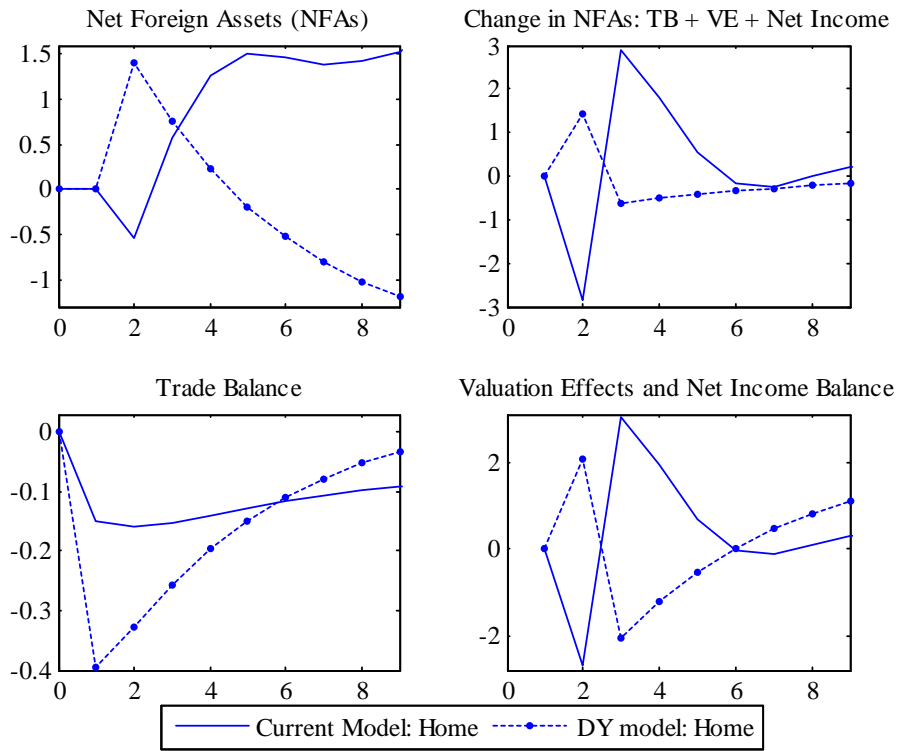 Net Foreign Assets (NFAs)
1.5
1
0.5
0
-0.5
-1
0 2 4 6 8
Change in NFAs: TB + VE + Net Income
3
2
1
0
-1
-2
-3
0 2 4 6 8
Trade Balance
0
-0.1
-0.2
-0.3
-0.4
0 2 4 6 8
Valuation Effects and Net Income Balance
2
0
-2
0 2 4 6 8
Current Model: Home DY model: Home